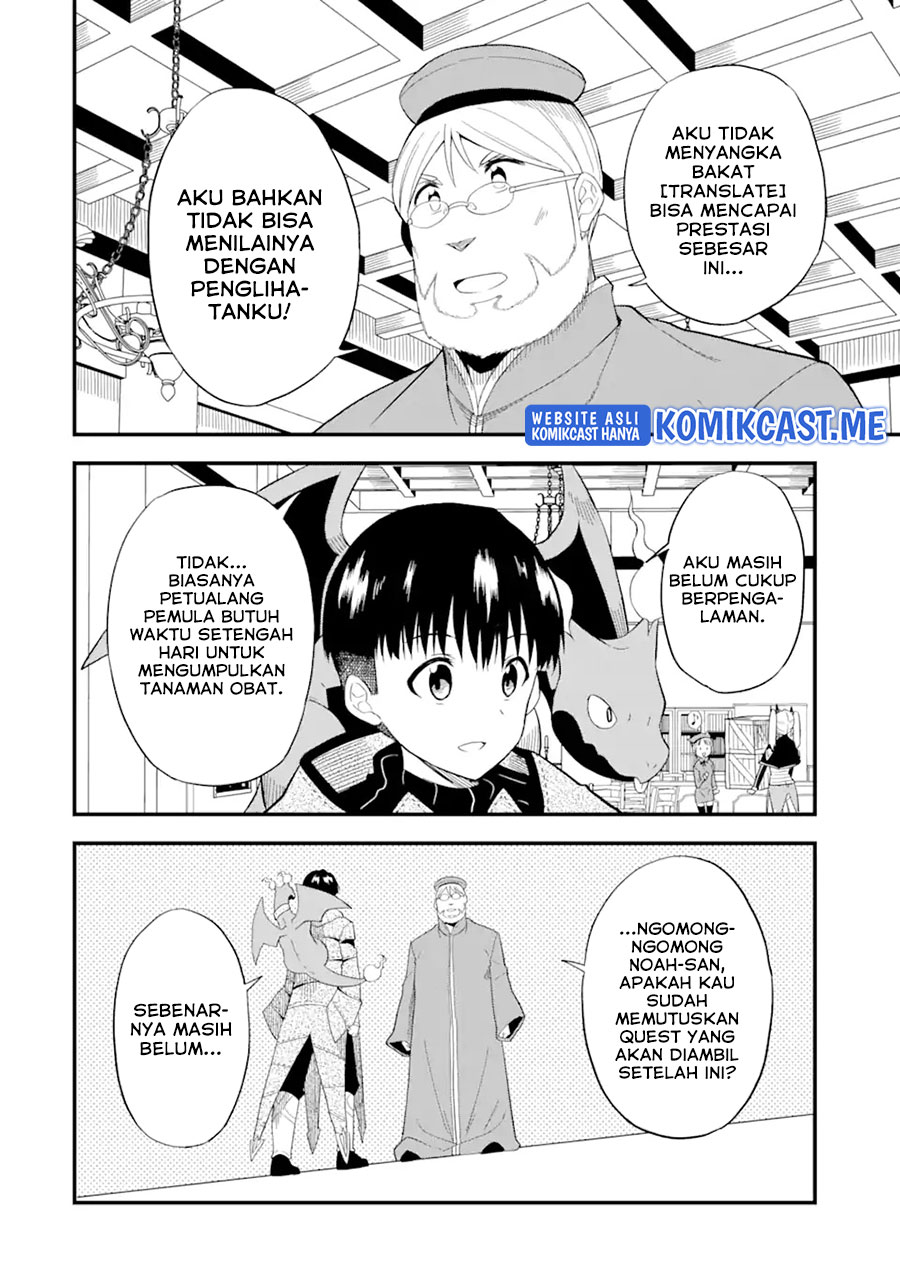 AKU TIDAK
MENYANGKA
BAKAT
[TRANSLATE]
BISA MENCAPAI
PRESTASI
SEBESAR
INI...
AKU BAHKAN
TIDAK BISA
MENILAINYA
DENGAN
PENGLIHA-
TANKU!
WEBSITE ASLI
KOMIKCAST HANYA
KOMIKCAST.ME
AKU MASIH
BELUM CUKUP
BERPENGA-
LAMAN.
TIDAK...
BIASANYA
PETUALANG
PEMULA BUTUH
WAKTU SETENGAH
HARI UNTUK
MENGUMPULKAN
TANAMAN OBAT.
...NGOMONG-
NGOMONG
NOAH-SAN,
APAKAH KAU
SUDAH
MEMUTUSKAN
QUEST YANG
AKAN DIAMBIL
SETELAH INI?
SEBENAR-
NYA MASIH
BELUM...